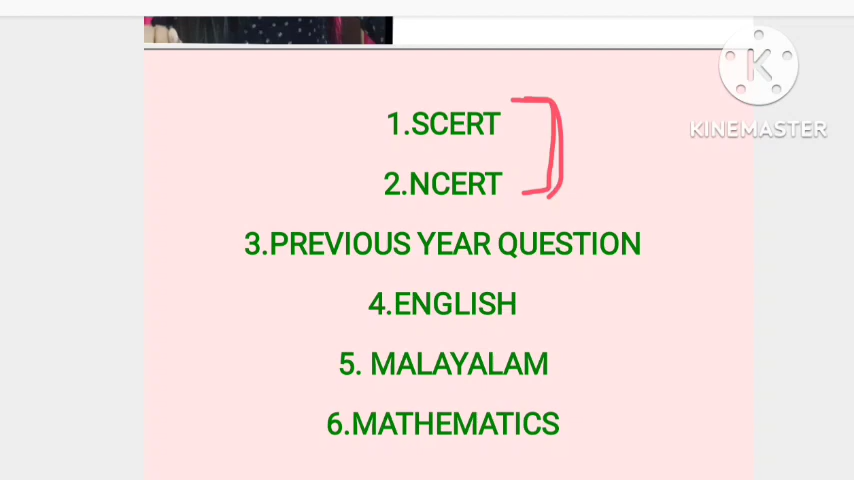 1.SCERT
2.NCERT
3.PREVIOUS YEAR QUESTION
4.ENGLISH
5. MALAYALAM
6.MATHEMATICS
K
KINEMASTER